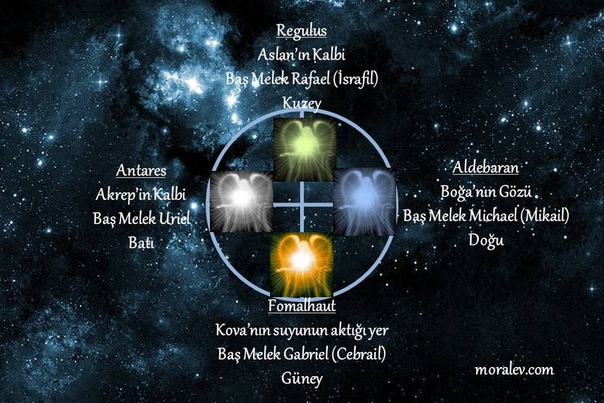 Regulus
Aslan'ın Kalbi
Baş Melek Rafael (İsrafil)
Kuzey
Antares
Akrep'in Kalbi
Baş Melek Uriel
Batı
Aldebaran
Boğa'nın Gözü
Baş Melek Michael (Mikail)
Doğu
Fomalhaut
Kova'nın suyunun aktığı yer
Baş Melek Gabriel (Cebrail)
Güney
moralev.com